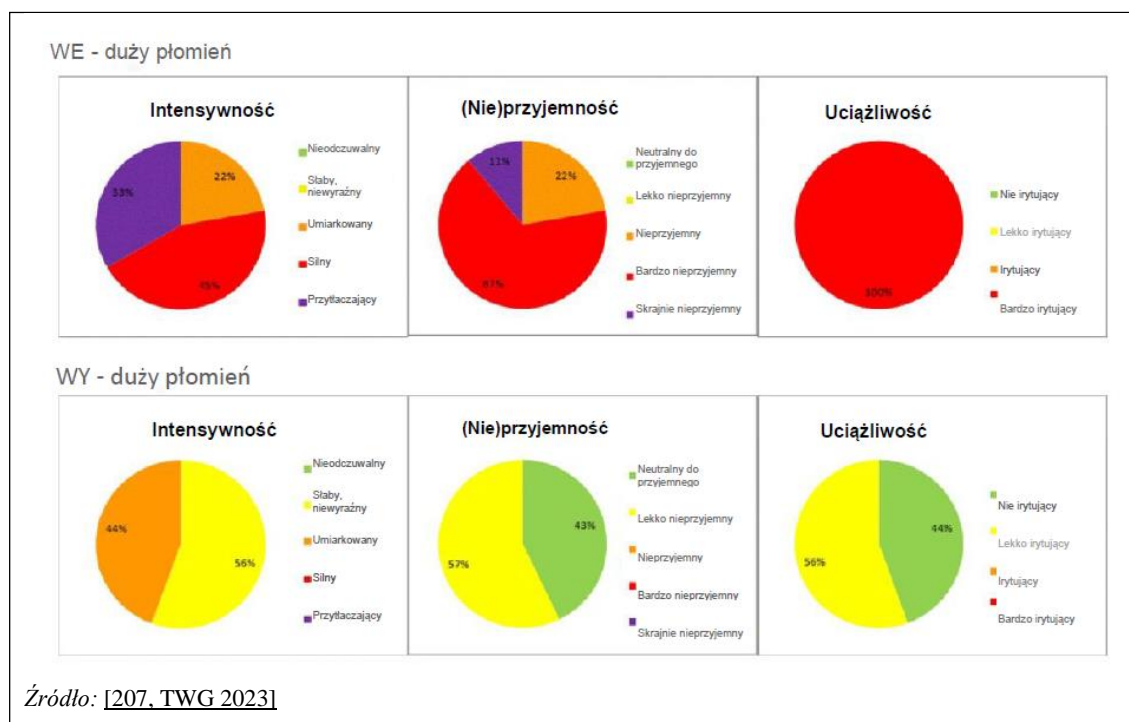 WE - duży płomień
Intensywność
Nieodczuwalny
Słaby,
niewyraźny
Umiarkowany
Silny
Przytłaczający
33%
22%
45%
(Nie)przyjemność
Neutralny do
przyjemnego
Lekko nieprzyjemny
Nieprzyjemny
Bardzo nieprzyjemny
Skrajnie nieprzyjemny
11%
22%
67%
Uciążliwość
Nie irytujący
Lekko irytujący
Irytujący
Bardzo irytujący
100%
WY - duży płomień
Intensywność
Nieodczuwalny
Słaby,
niewyraźny
Umiarkowany
Silny
Przytłaczający
44%
56%
(Nie)przyjemność
Neutralny do
przyjemnego
Lekko nieprzyjemny
Nieprzyjemny
Bardzo nieprzyjemny
Skrajnie nieprzyjemny
43%
57%
Uciążliwość
Nie irytujący
Lekko irytujący
Irytujący
Bardzo irytujący
44%
56%
Źródło: [207, TWG 2023]